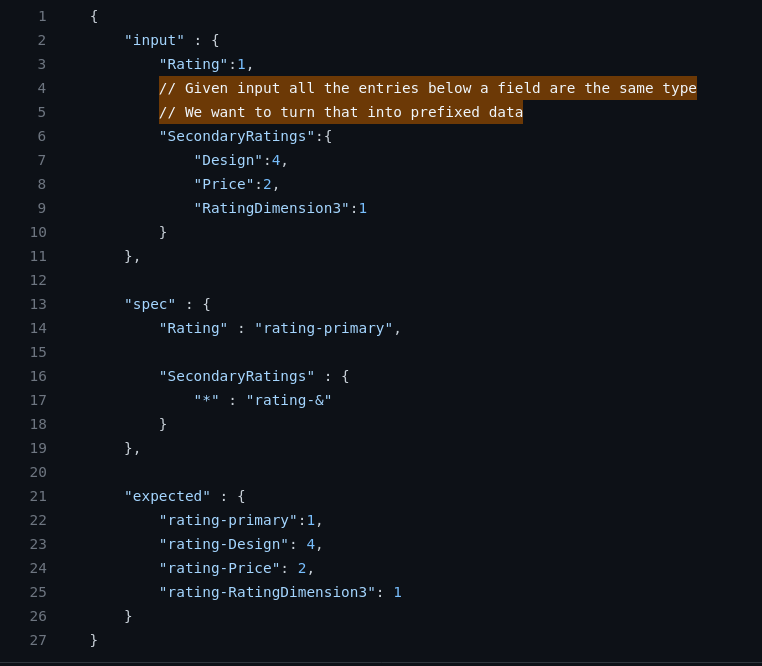 1 {
2 "input" : {
3 "Rating":1,
4 // Given input all the entries below a field are the same type
5 // We want to turn that into prefixed data
6 "SecondaryRatings":{
7 "Design":4,
8 "Price":2,
9 "RatingDimension3":1
10 }
11 },
12
13 "spec" : {
14 "Rating" : "rating-primary",
15
16 "SecondaryRatings" : {
17 "*" : "rating-&"
18 }
19 },
20
21 "expected" : {
22 "rating-primary":1,
23 "rating-Design": 4,
24 "rating-Price": 2,
25 "rating-RatingDimension3": 1
26 }
27 }